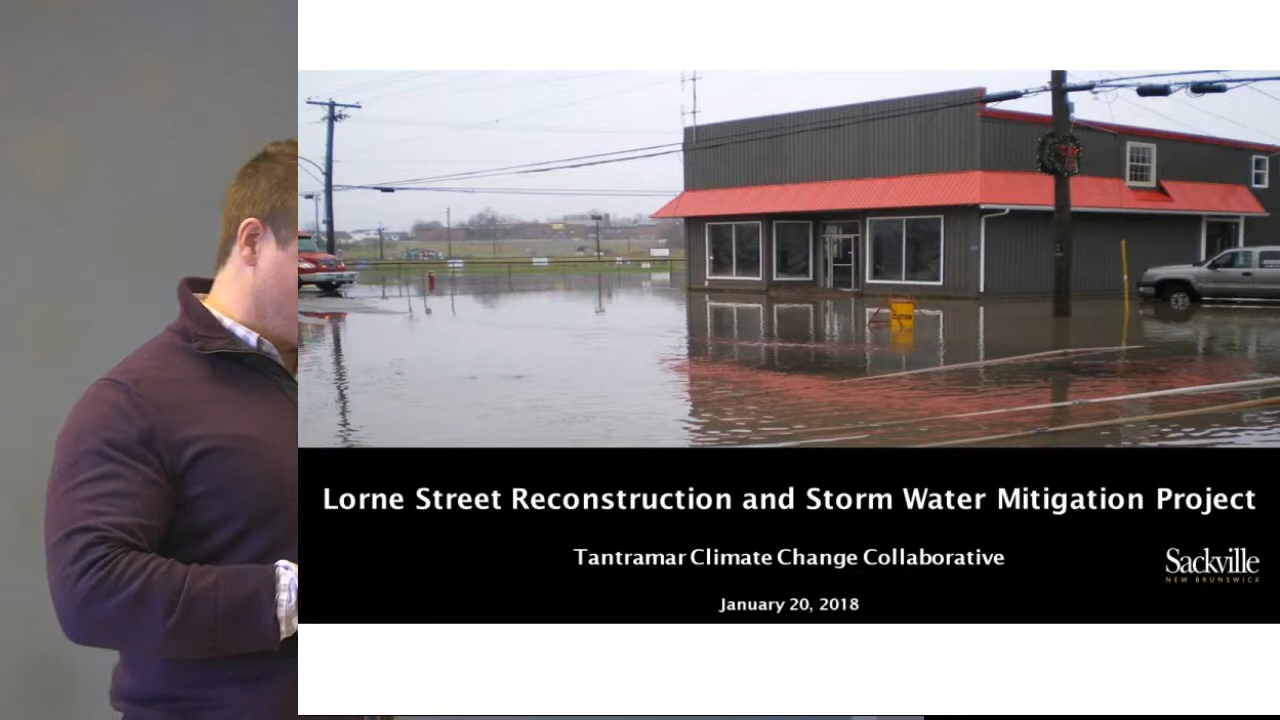 Lorne Street Reconstruction and Storm Water Mitigation Project
Tantramar Climate Change Collaborative
Sackville
NEW BRUNSWICK
January 20, 2018